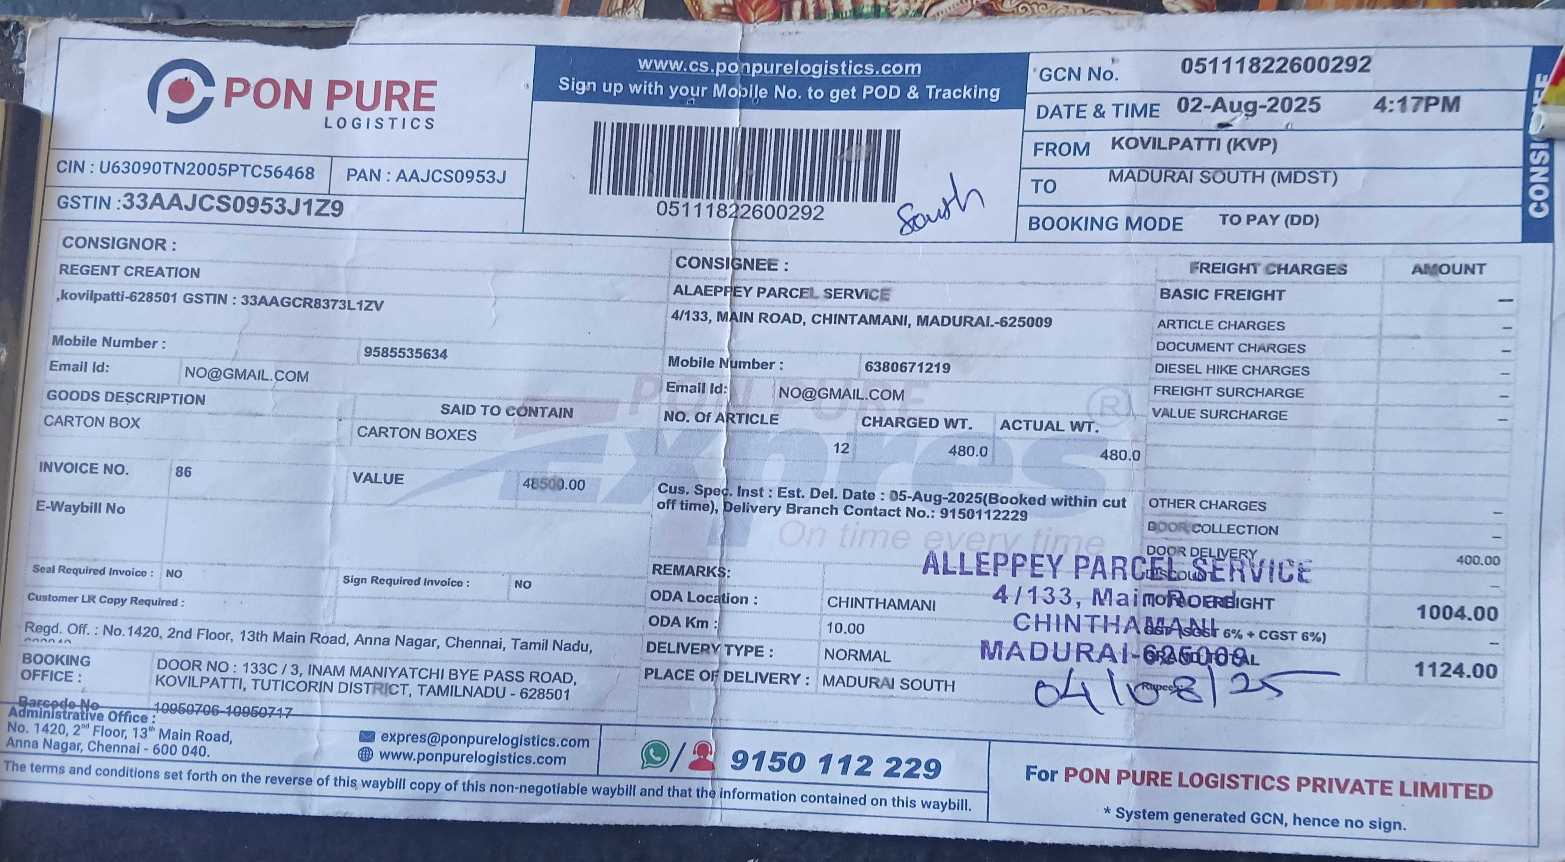 PON PURE
LOGISTICS
CIN : U63090TN2005PTC56468
PAN : AAJCS0953J
GSTIN :33AAJCS0953J1Z9
www.cs.ponpurelogistics.com
Sign up with your Mobile No. to get POD & Tracking
05111822600292
South
GCN No. 05111822600292
DATE & TIME 02-Aug-2025 4:17PM
FROM KOVILPATTI (KVP)
TO MADURAI SOUTH (MDST)
BOOKING MODE TO PAY (DD)
CONSIGNOR :
REGENT CREATION
,kovilpatti-628501 GSTIN : 33AAGCR8373L1ZV
Mobile Number : 9585535634
Email Id: NO@GMAIL.COM
GOODS DESCRIPTION SAID TO CONTAIN
CARTON BOX CARTON BOXES
INVOICE NO. 86 VALUE 48500.00
E-Waybill No
Seal Required Invoice : NO Sign Required Invoice : NO
Customer LR Copy Required :
Regd. Off. : No.1420, 2nd Floor, 13th Main Road, Anna Nagar, Chennai, Tamil Nadu,
BOOKING OFFICE : DOOR NO : 133C / 3, INAM MANIYATCHI BYE PASS ROAD,
KOVILPATTI, TUTICORIN DISTRICT, TAMILNADU - 628501
Barcode No 10950706-10950717
CONSIGNEE :
ALAEPPEY PARCEL SERVICE
4/133, MAIN ROAD, CHINTAMANI, MADURAI.-625009
Mobile Number : 6380671219
Email Id: NO@GMAIL.COM
NO. Of ARTICLE CHARGED WT. ACTUAL WT.
12 480.0 480.0
Cus. Spec. Inst : Est. Del. Date : 05-Aug-2025(Booked within cut
off time), Delivery Branch Contact No.: 9150112229
REMARKS:
ODA Location : CHINTHAMANI
ODA Km : 10.00
DELIVERY TYPE : NORMAL
PLACE OF DELIVERY : MADURAI SOUTH
PON PURE
Expres
®
On time every time
FREIGHT CHARGES AMOUNT
BASIC FREIGHT –
ARTICLE CHARGES –
DOCUMENT CHARGES –
DIESEL HIKE CHARGES –
FREIGHT SURCHARGE –
VALUE SURCHARGE –
OTHER CHARGES –
DOOR COLLECTION –
DOOR DELIVERY 400.00
–
1004.00
6% + CGST 6%) –
1124.00
ALLEPPEY PARCEL SERVICE
4/133, Main Road
CHINTHAMANI
MADURAI-625009
04/08/25
Administrative Office :
No. 1420, 2nd Floor, 13th Main Road,
Anna Nagar, Chennai - 600 040.
expres@ponpurelogistics.com
www.ponpurelogistics.com
/ 9150 112 229
The terms and conditions set forth on the reverse of this waybill copy of this non-negotiable waybill and that the information contained on this waybill.
For PON PURE LOGISTICS PRIVATE LIMITED
* System generated GCN, hence no sign.